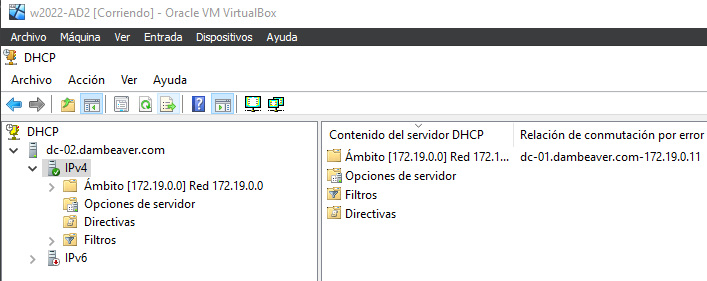 w2022-AD2 [Corriendo] - Oracle VM VirtualBox
Archivo Máquina Ver Entrada Dispositivos Ayuda
DHCP
Archivo Acción Ver Ayuda
DHCP
dc-02.dambeaver.com
IPv4
Ámbito [172.19.0.0] Red 172.19.0.0
Opciones de servidor
Directivas
Filtros
IPv6
Contenido del servidor DHCP Relación de conmutación por error
Ámbito [172.19.0.0] Red 172.1... dc-01.dambeaver.com-172.19.0.11
Opciones de servidor
Filtros
Directivas